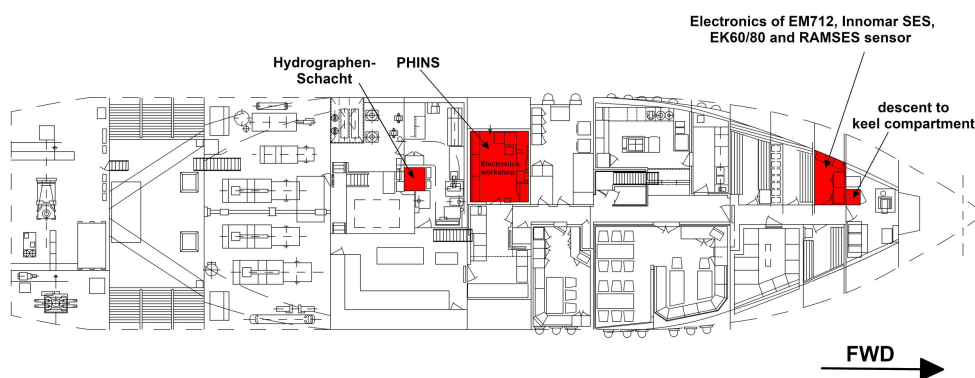 Electronics of EM712, Innomar SES,
EK60/80 and RAMSES sensor
Hydrographen-
Schacht
PHINS
descent to
keel compartment
Electronics
workshop
FWD